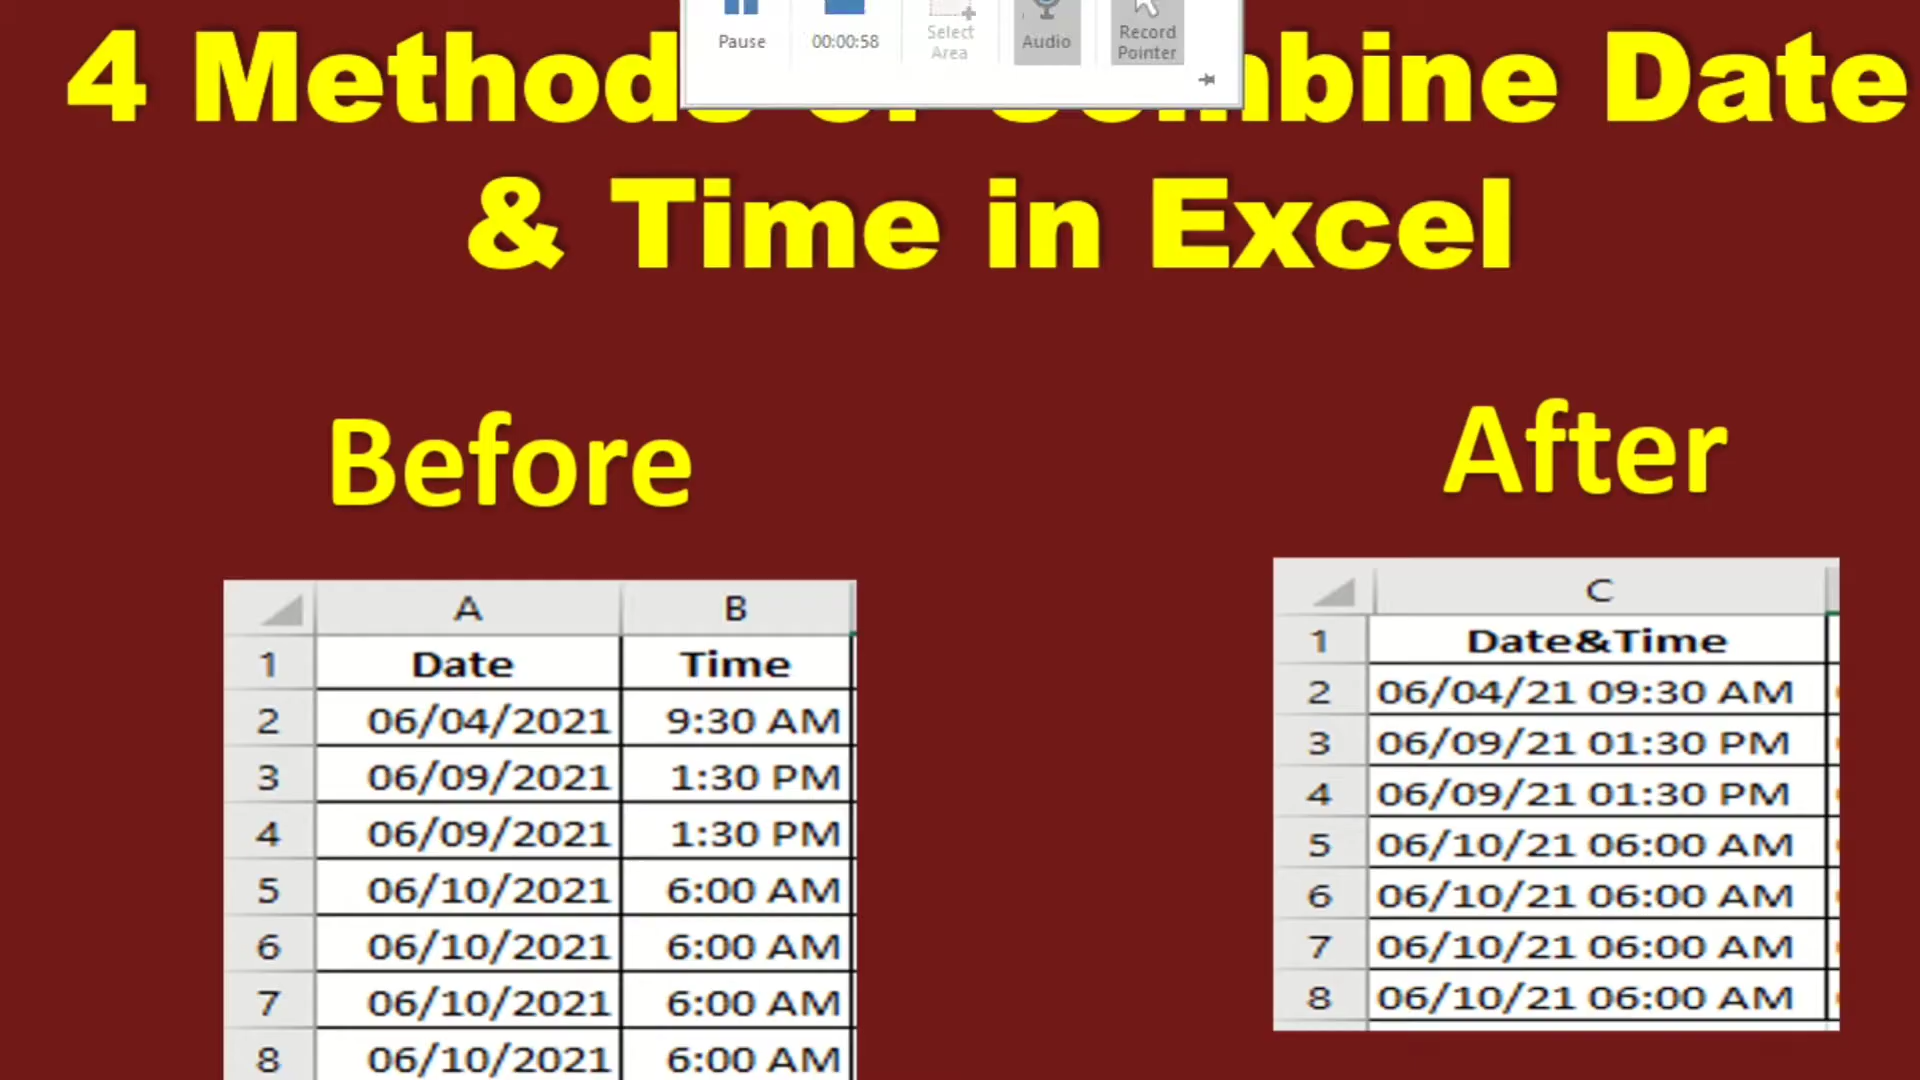 Pause
00:00:58
Select
Area
Audio
Record
Pointer
4 Methods of Combine Date
& Time in Excel
Before
After
A B
1 Date Time
2 06/04/2021 9:30 AM
3 06/09/2021 1:30 PM
4 06/09/2021 1:30 PM
5 06/10/2021 6:00 AM
6 06/10/2021 6:00 AM
7 06/10/2021 6:00 AM
8 06/10/2021 6:00 AM
C
1 Date&Time
2 06/04/21 09:30 AM
3 06/09/21 01:30 PM
4 06/09/21 01:30 PM
5 06/10/21 06:00 AM
6 06/10/21 06:00 AM
7 06/10/21 06:00 AM
8 06/10/21 06:00 AM